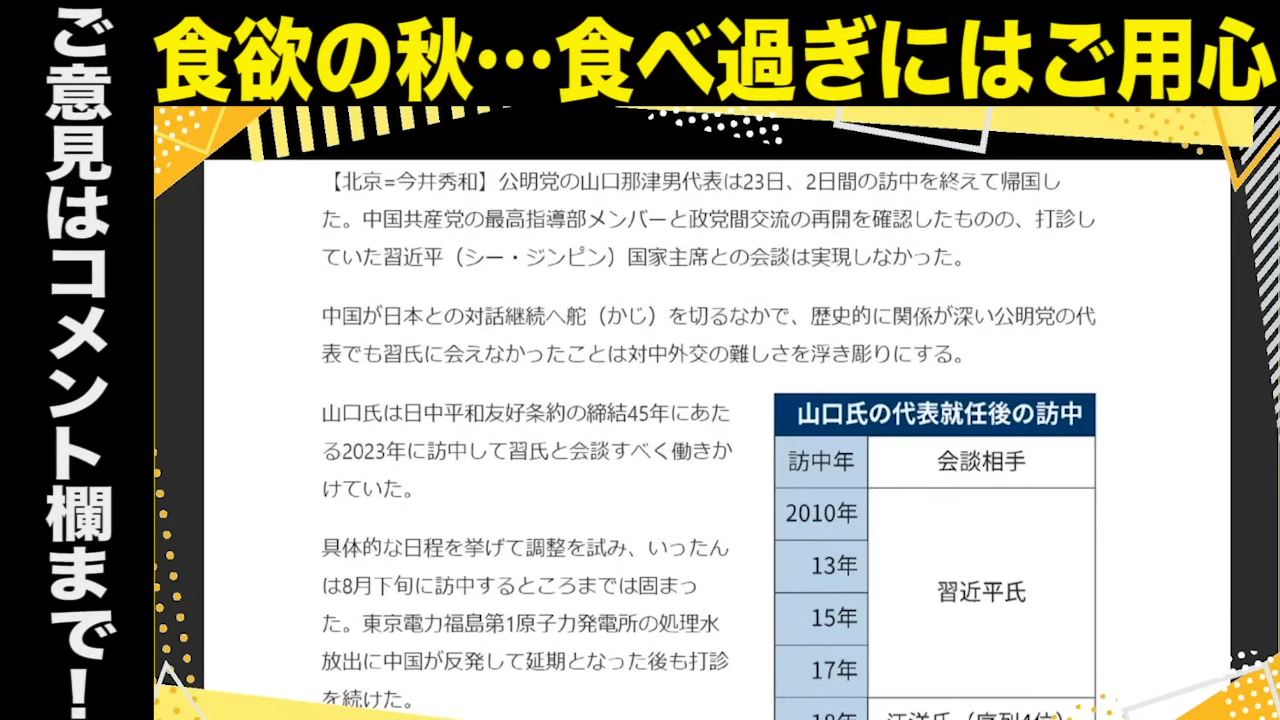 食欲の秋…食べ過ぎにはご用心
ご意見はコメント欄まで！
【北京=今井秀和】公明党の山口那津男代表は23日、2日間の訪中を終えて帰国し
た。中国共産党の最高指導部メンバーと政党間交流の再開を確認したものの、打診し
ていた習近平（シー・ジンピン）国家主席との会談は実現しなかった。
中国が日本との対話継続へ舵（かじ）を切るなかで、歴史的に関係が深い公明党の代
表でも習氏に会えなかったことは対中外交の難しさを浮き彫りにする。
山口氏は日中平和友好条約の締結45年にあた
る2023年に訪中して習氏と会談すべく働きか
けていた。
具体的な日程を挙げて調整を試み、いったん
は8月下旬に訪中するところまでは固まっ
た。東京電力福島第1原子力発電所の処理水
放出に中国が反発して延期となった後も打診
を続けた。
山口氏の代表就任後の訪中
訪中年 会談相手
2010年
13年
習近平氏
15年
17年
18年 汪洋氏（序列4位）